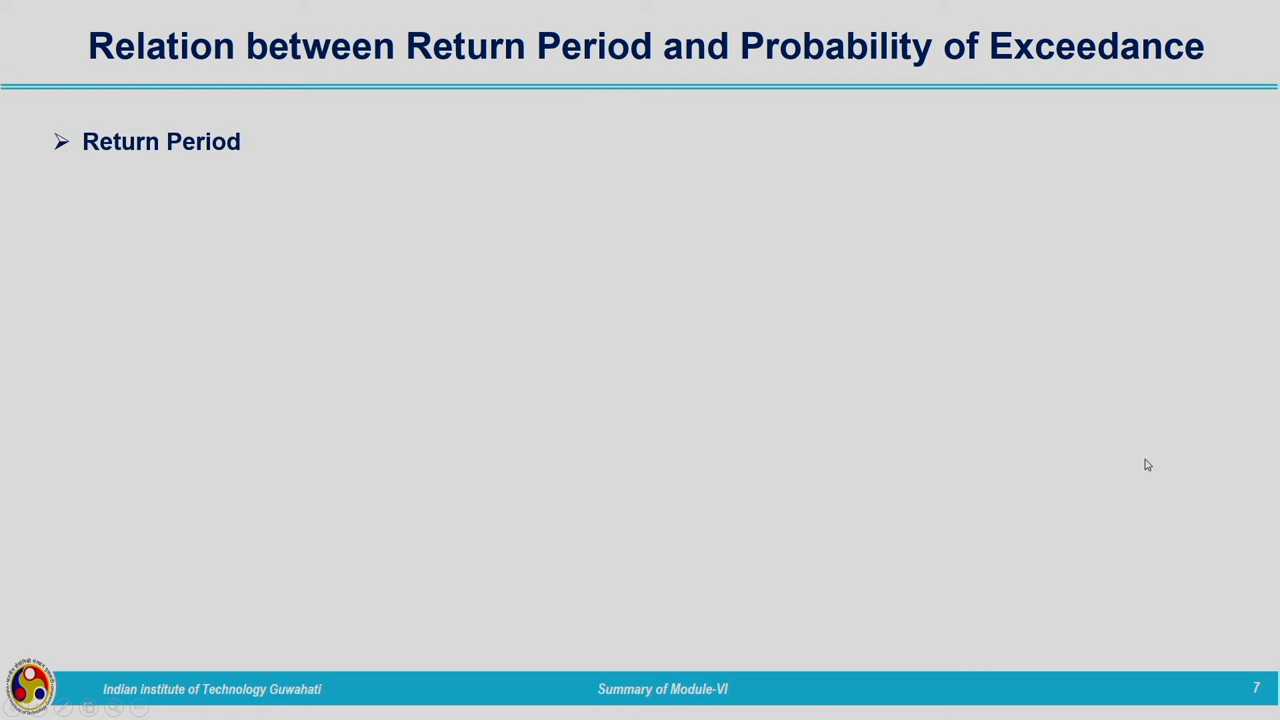 Relation between Return Period and Probability of Exceedance
➢ Return Period
Indian institute of Technology Guwahati
Summary of Module-VI
7